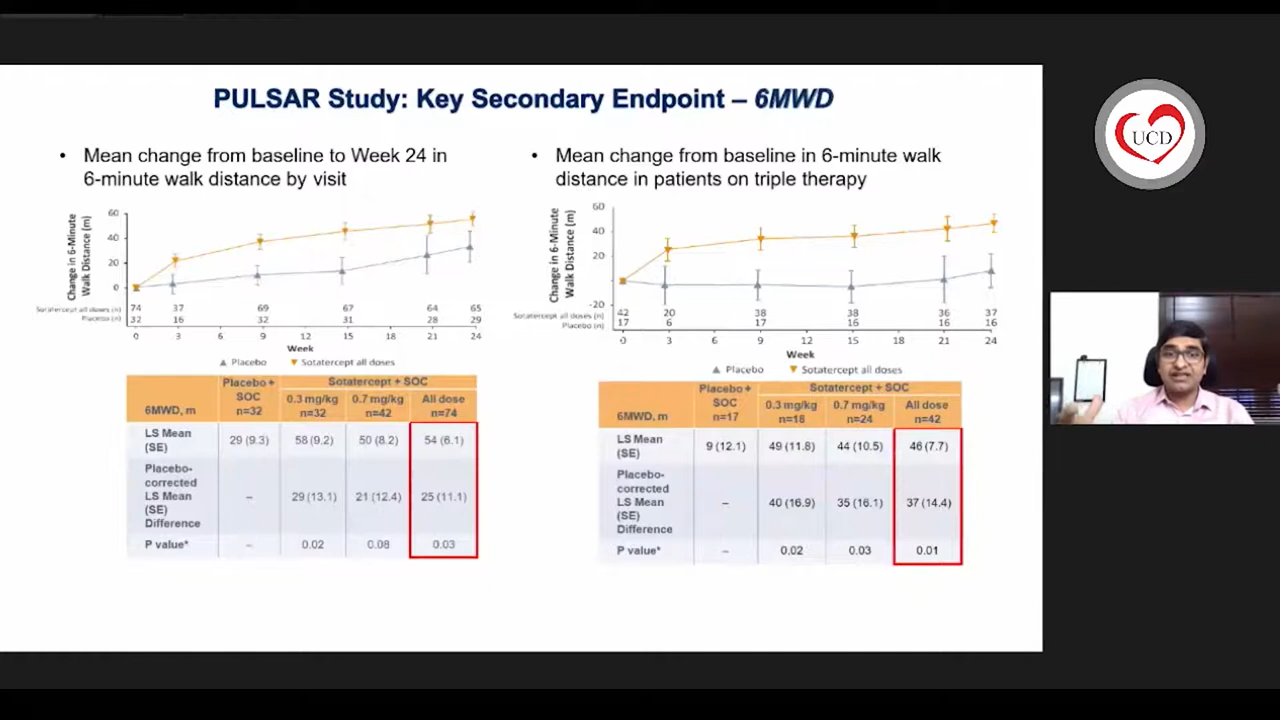 PULSAR Study: Key Secondary Endpoint – 6MWD
• Mean change from baseline to Week 24 in
6-minute walk distance by visit
Change in 6-Minute
Walk Distance (m)
60
40
20
0
Sotatercept all doses (n)
74 37 69 67 64 65
Placebo (n)
32 16 32 31 28 29
0 3 6 9 12 15 18 21 24
Week
Placebo Sotatercept all doses
6MWD, m
Placebo +
SOC
n=32
Sotatercept + SOC
0.3 mg/kg
n=32
0.7 mg/kg
n=42
All dose
n=74
LS Mean
(SE)
29 (9.3) 58 (9.2) 50 (8.2) 54 (6.1)
Placebo-
corrected
LS Mean
(SE)
Difference
– 29 (13.1) 21 (12.4) 25 (11.1)
P value* – 0.02 0.08 0.03
• Mean change from baseline in 6-minute walk
distance in patients on triple therapy
Change in 6-Minute
Walk Distance (m)
60
40
20
-20
Sotatercept all doses (n)
42 20 38 38 36 37
Placebo (n)
17 6 17 16 16 16
0 3 6 9 12 15 18 21 24
Week
Placebo Sotatercept all doses
6MWD, m
Placebo +
SOC
n=17
Sotatercept + SOC
0.3 mg/kg
n=18
0.7 mg/kg
n=24
All dose
n=42
LS Mean
(SE)
9 (12.1) 49 (11.8) 44 (10.5) 46 (7.7)
Placebo-
corrected
LS Mean
(SE)
Difference
– 40 (16.9) 35 (16.1) 37 (14.4)
P value* – 0.02 0.03 0.01
UCD